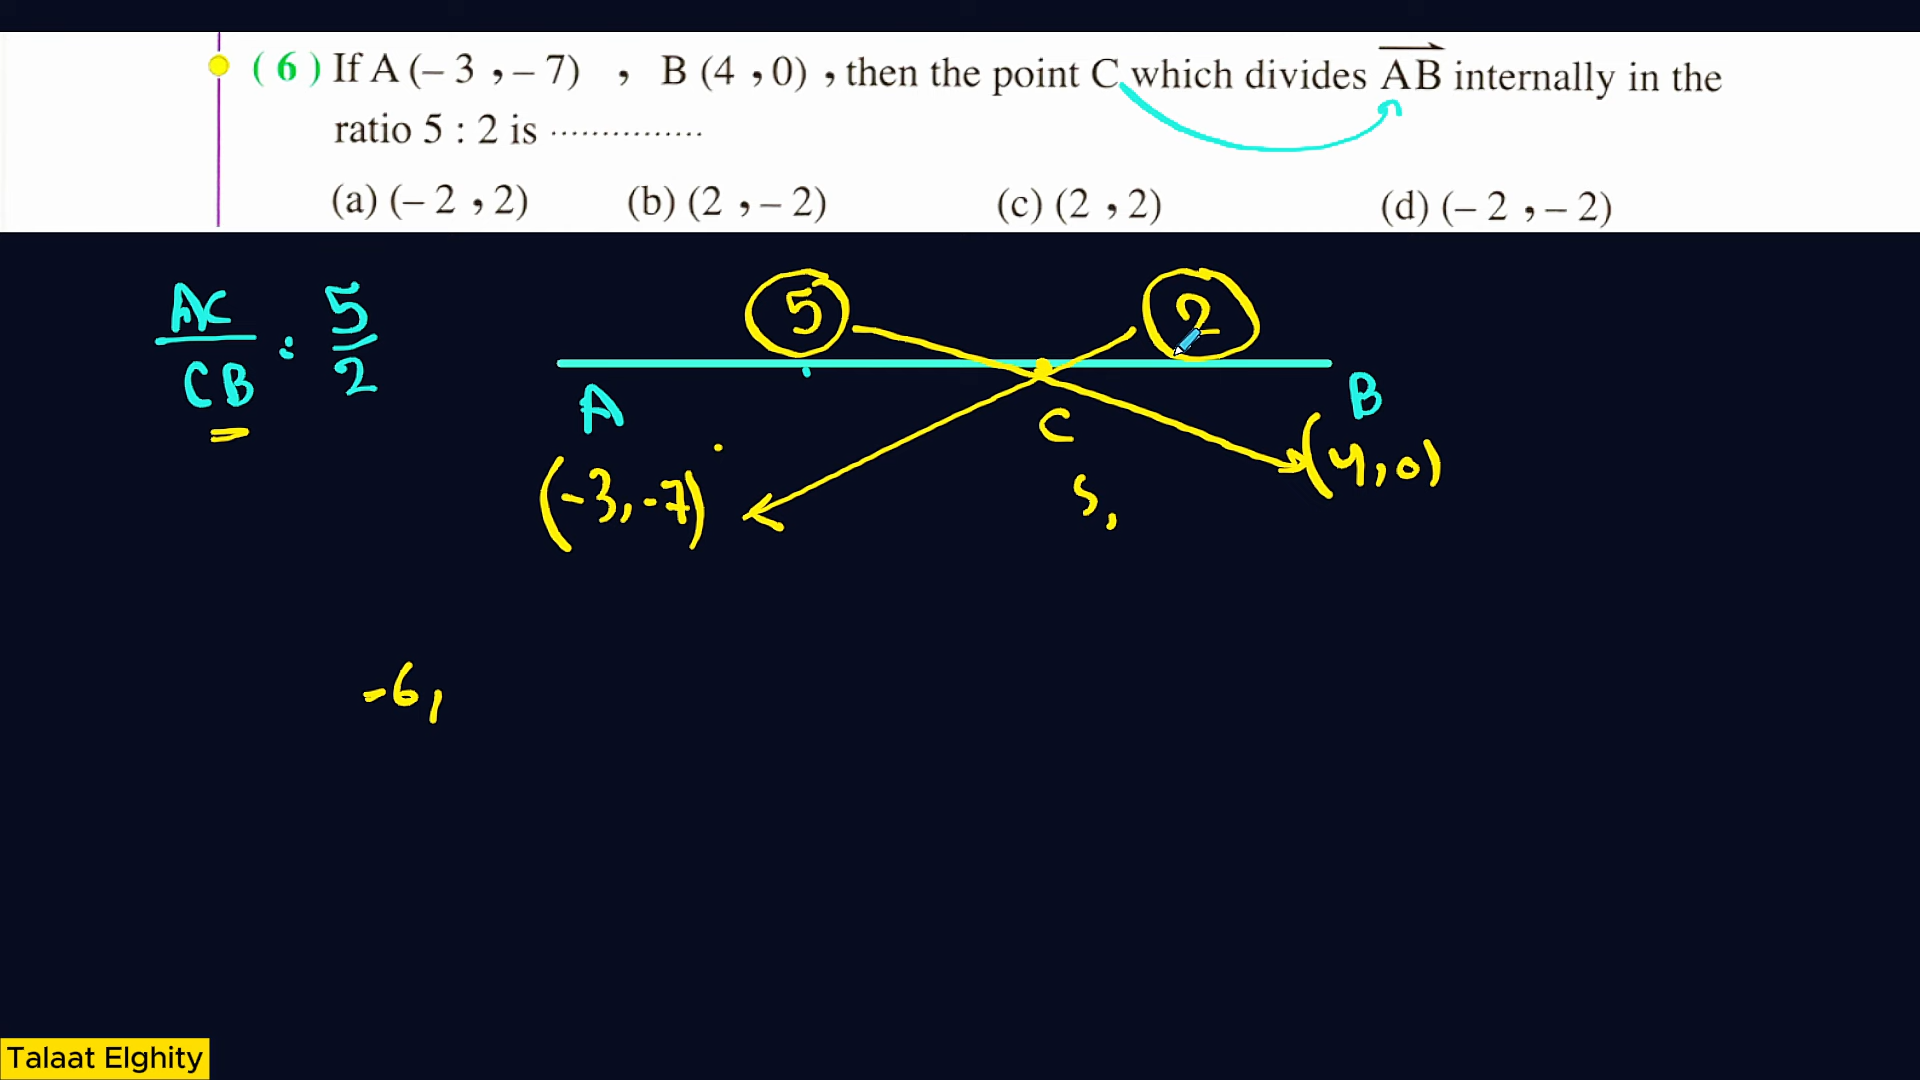 (6) If A (– 3 , – 7) , B (4 , 0) , then the point C which divides AB internally in the
ratio 5 : 2 is ...............
(a) (– 2 , 2) (b) (2 , – 2) (c) (2 , 2) (d) (– 2 , – 2)
AC 5 5 2
CB : 2
A C B
(-3, -7) (4, 0)
5,
-6,
Talaat Elghity